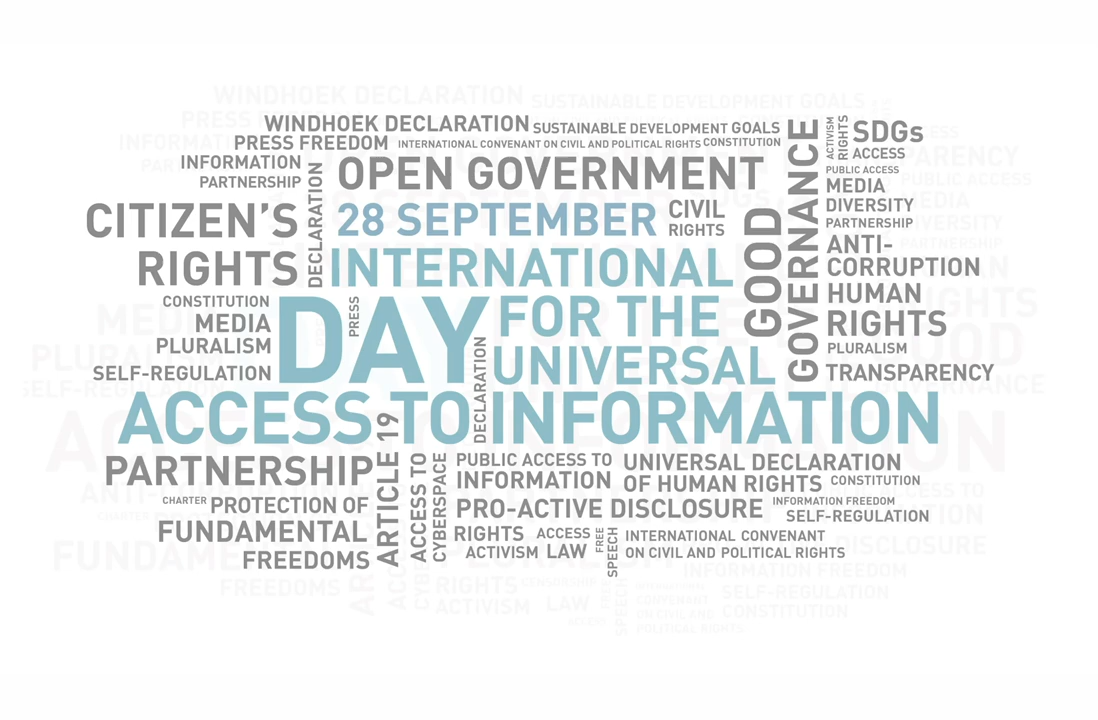 WINDHOEK DECLARATION
SUSTAINABLE DEVELOPMENT GOALS
PRESS FREEDOM
INTERNATIONAL CONVENANT ON CIVIL AND POLITICAL RIGHTS
CONSTITUTION
INFORMATION
PARTNERSHIP
DECLARATION
OPEN GOVERNMENT
CITIZEN'S
RIGHTS
28 SEPTEMBER
CIVIL
RIGHTS
INTERNATIONAL
DAY
FOR THE
UNIVERSAL
ACCESS TO INFORMATION
PRESS
DECLARATION
GOOD
GOVERNANCE
ACTIVISM
RIGHTS
SDGs
ACCESS
PUBLIC ACCESS
MEDIA
DIVERSITY
PARTNERSHIP
ANTI-
CORRUPTION
HUMAN
RIGHTS
PLURALISM
TRANSPARENCY
CONSTITUTION
MEDIA
PLURALISM
SELF-REGULATION
PARTNERSHIP
CHARTER
PROTECTION OF
FUNDAMENTAL
FREEDOMS
ARTICLE 19
ACCESS TO
CYBERSPACE
PUBLIC ACCESS TO
INFORMATION
UNIVERSAL DECLARATION
OF HUMAN RIGHTS
CONSTITUTION
PRO-ACTIVE DISCLOSURE
INFORMATION FREEDOM
SELF-REGULATION
RIGHTS
ACCESS
ACTIVISM
LAW
FREE
SPEECH
INTERNATIONAL CONVENANT
ON CIVIL AND POLITICAL RIGHTS